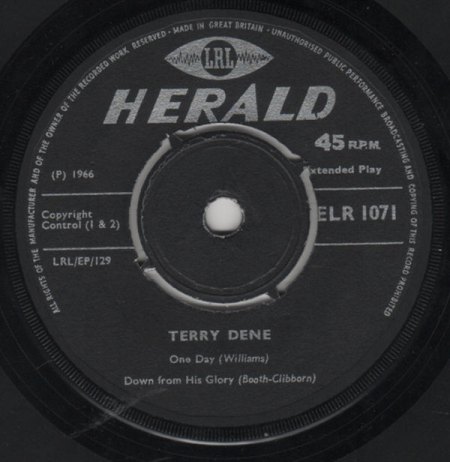 ALL RIGHTS OF THE MANUFACTURER AND OF THE OWNER OF THE RECORDED WORK RESERVED • MADE IN GREAT BRITAIN • UNAUTHORISED PUBLIC PERFORMANCE BROADCASTING AND COPYING OF THIS RECORD PROHIBITED
LRL
HERALD
45 R.P.M.
(P) 1966
Extended Play
Copyright
Control (1 & 2)
ELR 1071
LRL/EP/129
TERRY DENE
One Day (Williams)
Down from His Glory (Booth-Clibborn)